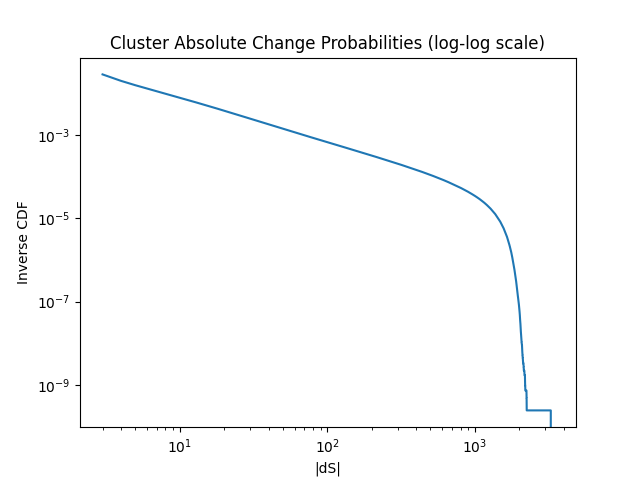 Cluster Absolute Change Probabilities (log-log scale)
Inverse CDF
10⁻³
10⁻⁵
10⁻⁷
10⁻⁹
10¹ 10² 10³
|dS|